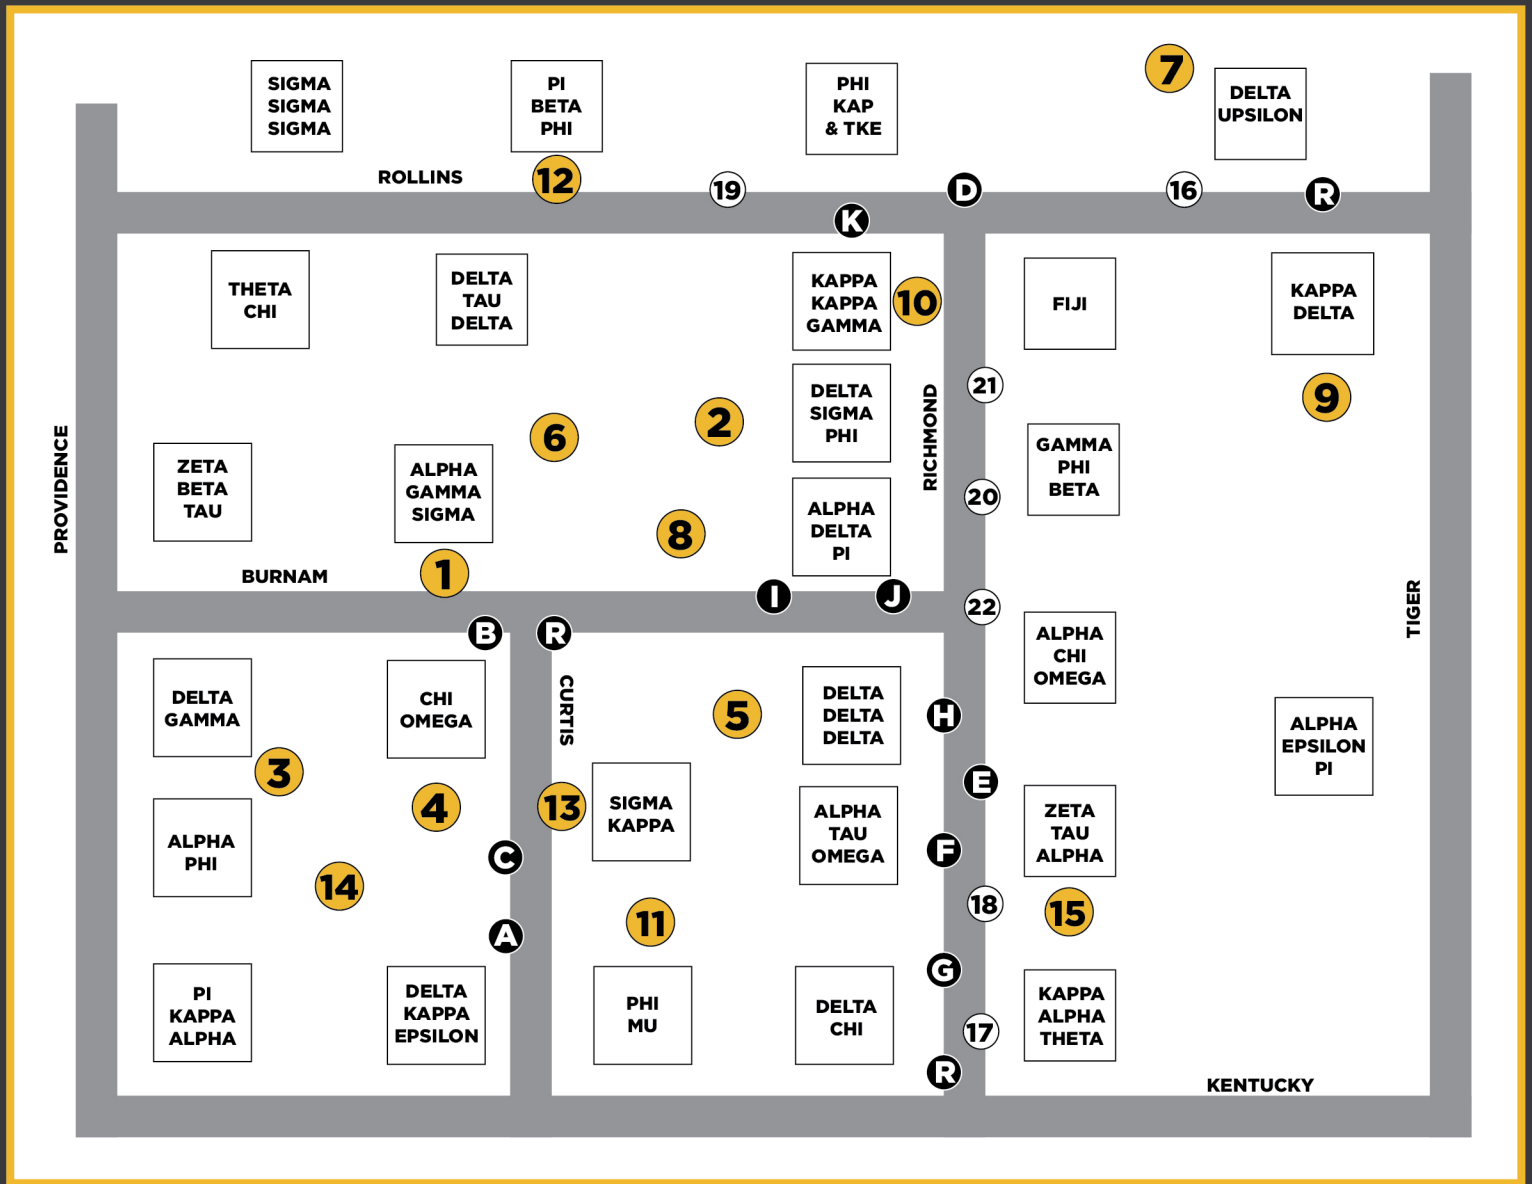 SIGMA
SIGMA
SIGMA
PI
BETA
PHI
PHI
KAP
& TKE
7
DELTA
UPSILON
ROLLINS
12
19
D
16
R
K
THETA
CHI
DELTA
TAU
DELTA
KAPPA
KAPPA
GAMMA
10
FIJI
KAPPA
DELTA
21
9
DELTA
SIGMA
PHI
RICHMOND
2
6
PROVIDENCE
ZETA
BETA
TAU
ALPHA
GAMMA
SIGMA
GAMMA
PHI
BETA
20
8
ALPHA
DELTA
PI
BURNAM
1
I
J
22
TIGER
B
R
ALPHA
CHI
OMEGA
DELTA
GAMMA
CHI
OMEGA
CURTIS
5
DELTA
DELTA
DELTA
H
3
E
ALPHA
EPSILON
PI
4
13
SIGMA
KAPPA
ALPHA
TAU
OMEGA
F
ZETA
TAU
ALPHA
ALPHA
PHI
C
14
18
15
11
A
G
PI
KAPPA
ALPHA
DELTA
KAPPA
EPSILON
PHI
MU
DELTA
CHI
17
KAPPA
ALPHA
THETA
R
KENTUCKY